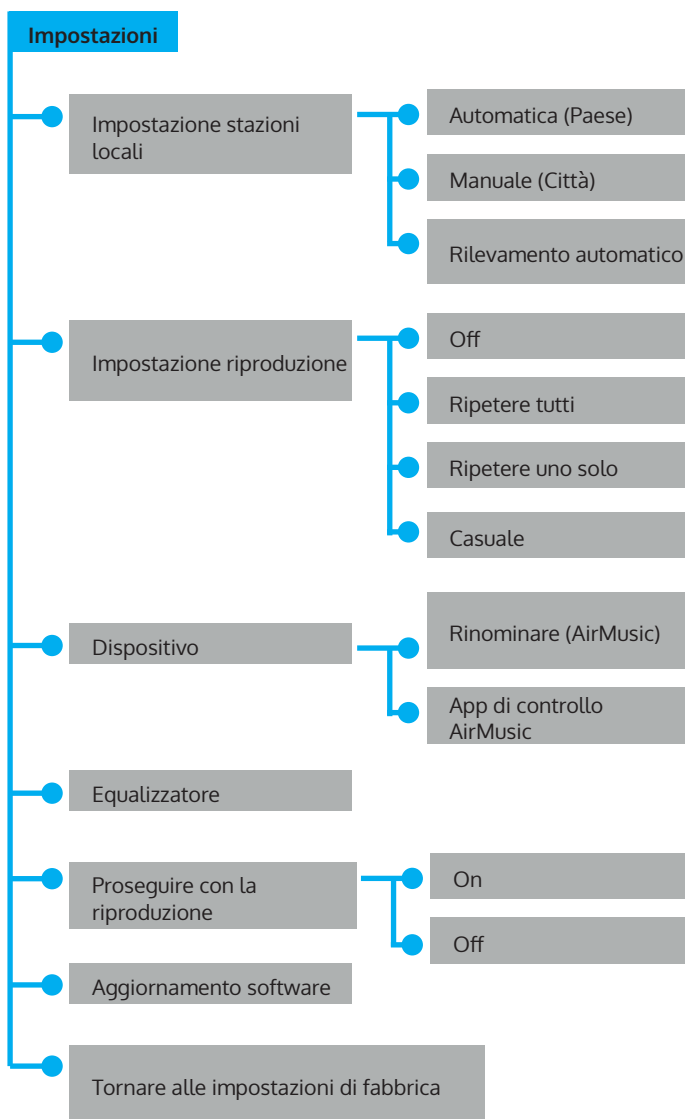 Impostazioni
Impostazione stazioni
locali
Automatica (Paese)
Manuale (Città)
Rilevamento automatico
Impostazione riproduzione
Off
Ripetere tutti
Ripetere uno solo
Casuale
Dispositivo
Rinominare (AirMusic)
App di controllo
AirMusic
Equalizzatore
Proseguire con la
riproduzione
On
Off
Aggiornamento software
Tornare alle impostazioni di fabbrica